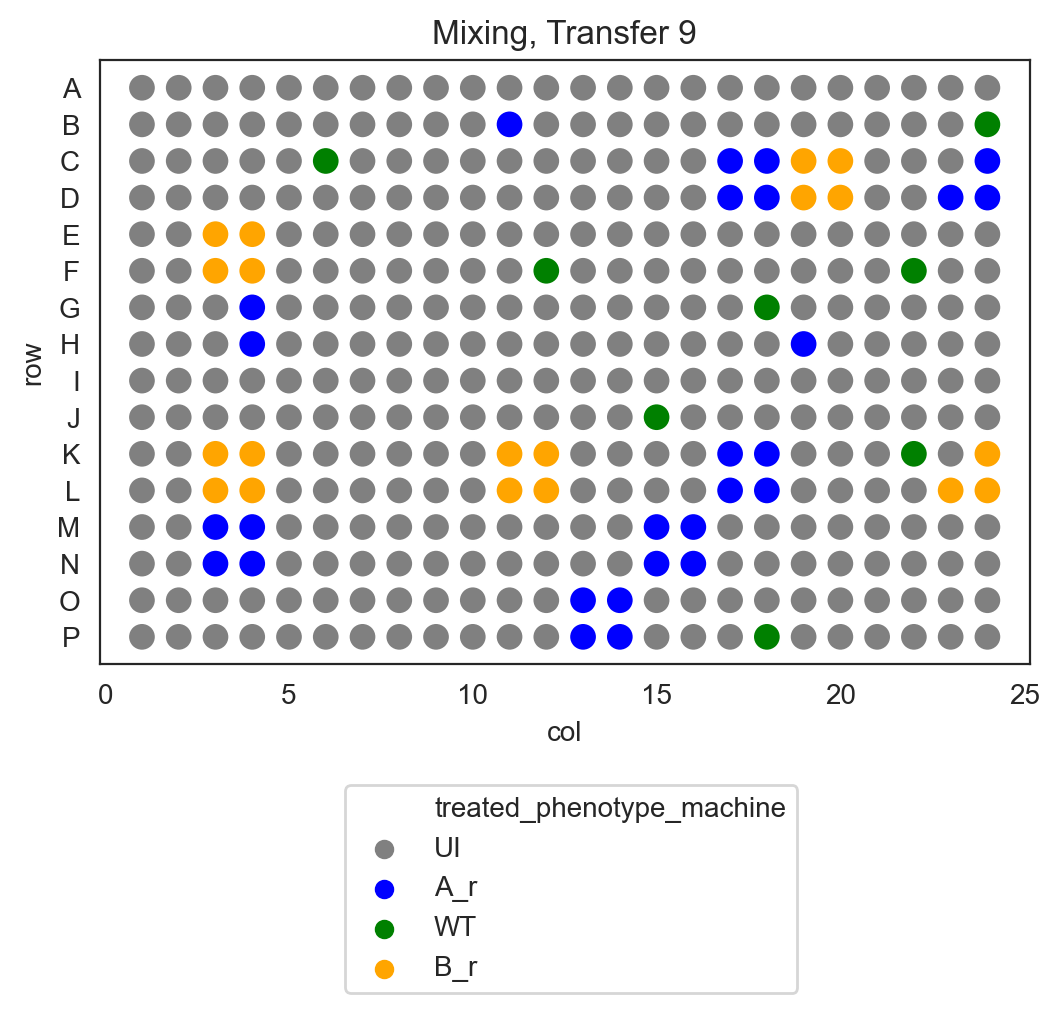 Mixing, Transfer 9
A
B
C
D
E
F
G
H
I
J
K
L
M
N
O
P
row
0 5 10 15 20 25
col
treated_phenotype_machine
UI
A_r
WT
B_r